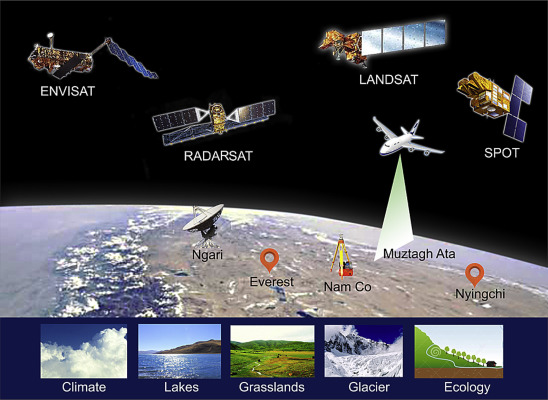 ENVISAT
LANDSAT
RADARSAT
SPOT
Ngari
Everest
Nam Co
Muztagh Ata
Nyingchi
Climate
Lakes
Grasslands
Glacier
Ecology